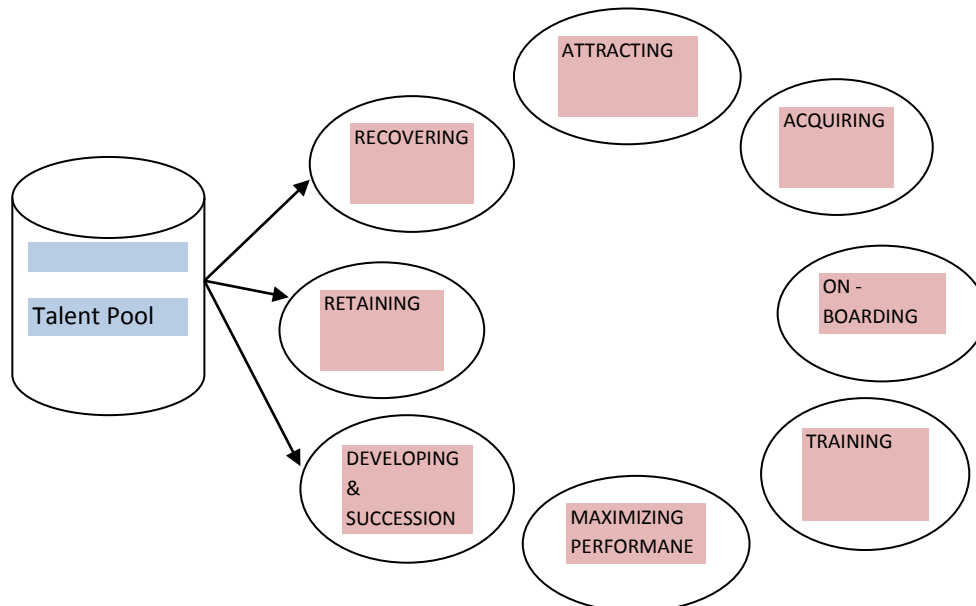 ATTRACTING
ACQUIRING
RECOVERING
Talent Pool
RETAINING
ON -
BOARDING
TRAINING
DEVELOPING
&
SUCCESSION
MAXIMIZING
PERFORMANE